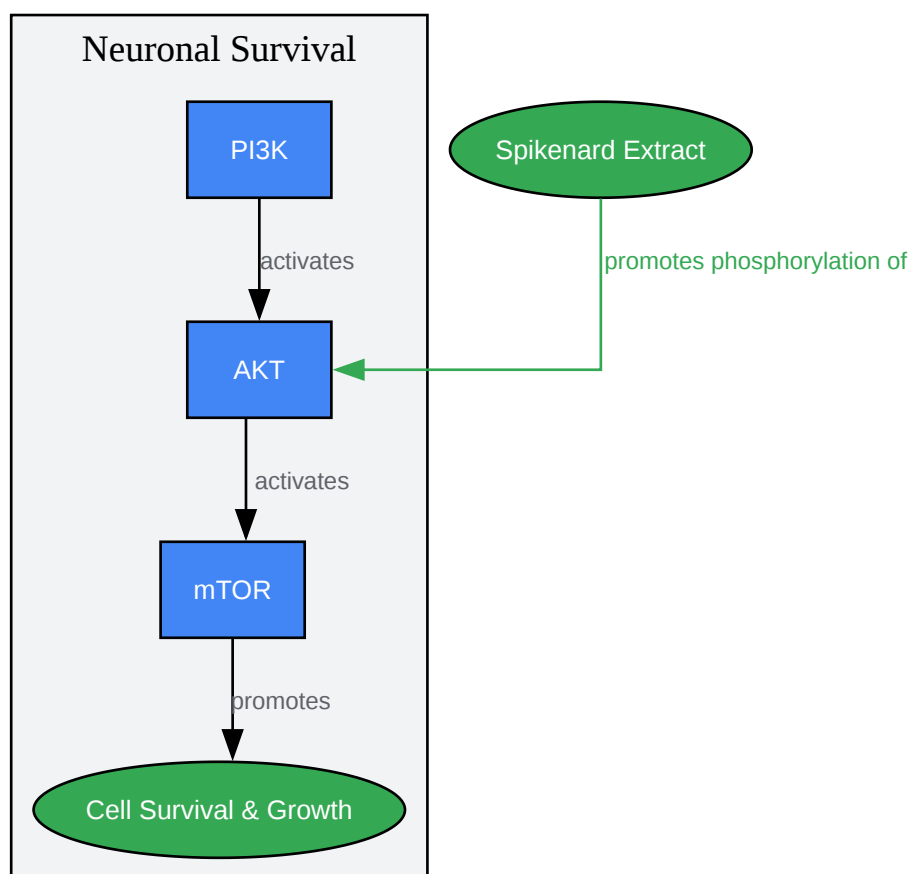 Neuronal Survival
PI3K
Spikenard Extract
activates
promotes phosphorylation of
AKT
activates
mTOR
promotes
Cell Survival & Growth